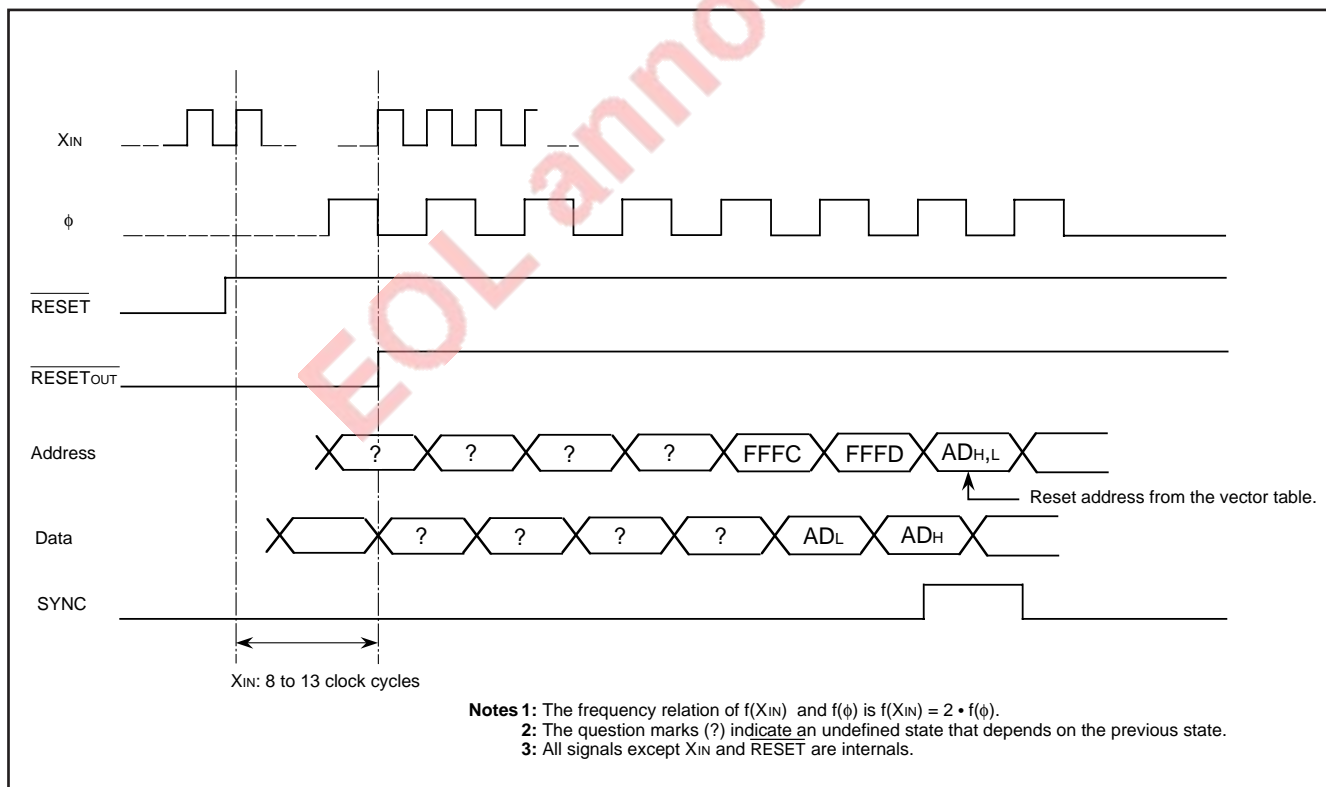 EOL annou
XIN
ϕ
RESET
RESETOUT
Address
? ? ? ? FFFC FFFD ADH,L
Reset address from the vector table.
Data
? ? ? ? ADL ADH
SYNC
XIN: 8 to 13 clock cycles
Notes 1: The frequency relation of f(XIN) and f(ϕ) is f(XIN) = 2 • f(ϕ).
2: The question marks (?) indicate an undefined state that depends on the previous state.
3: All signals except XIN and RESET are internals.